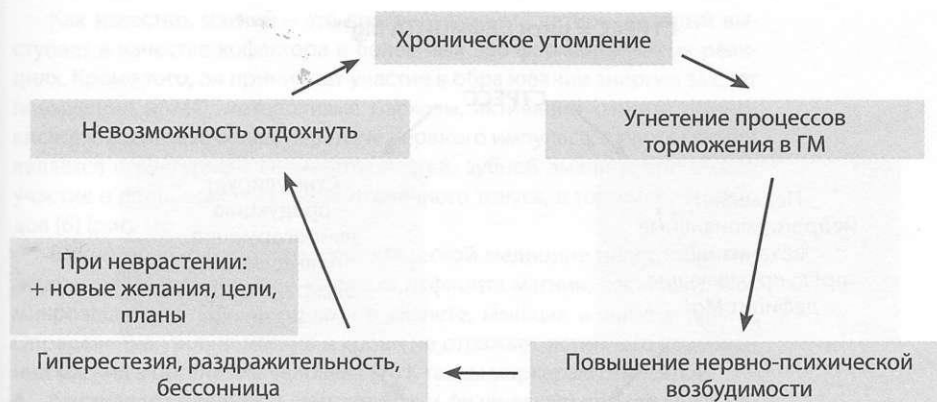 Хроническое утомление
Невозможность отдохнуть
Угнетение процессов
торможения в ГМ
При неврастении:
+ новые желания, цели,
планы
Гиперестезия, раздражительность,
бессонница
Повышение нервно-психической
возбудимости